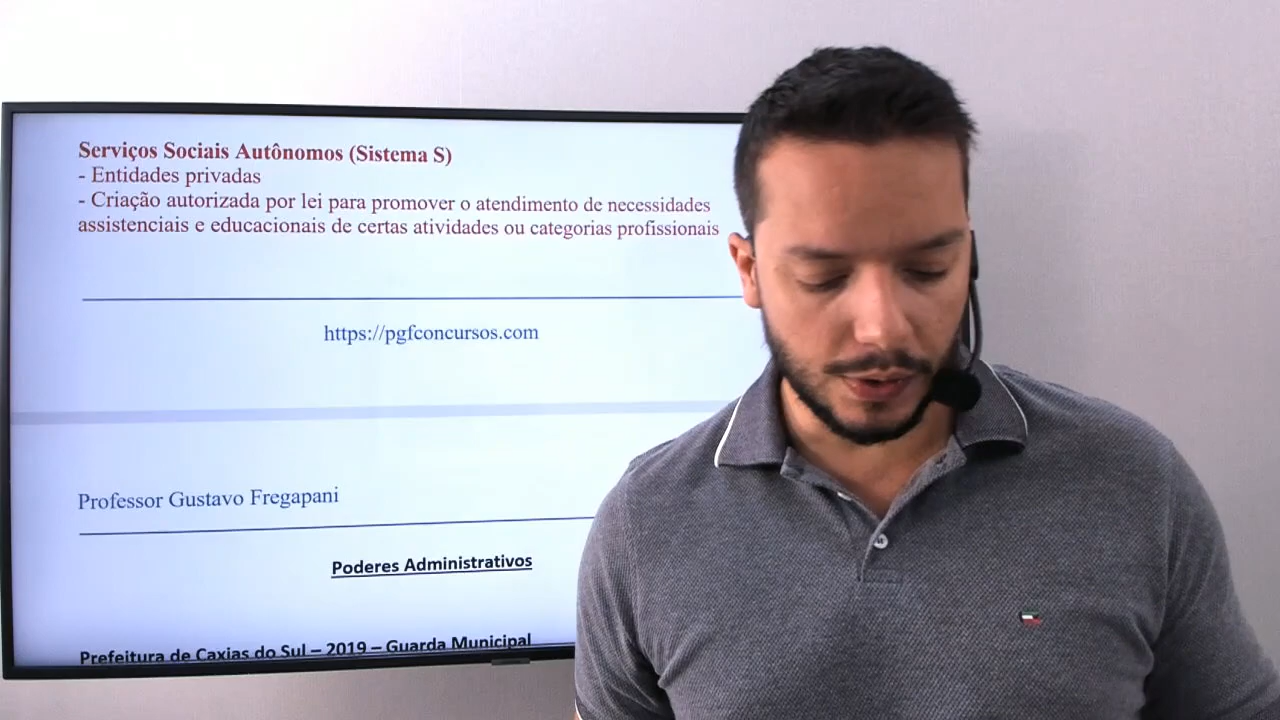 Serviços Sociais Autônomos (Sistema S)
- Entidades privadas
- Criação autorizada por lei para promover o atendimento de necessidades
assistenciais e educacionais de certas atividades ou categorias profissionais
https://pgfconcursos.com
Professor Gustavo Fregapani
Poderes Administrativos
Prefeitura de Caxias do Sul – 2019 – Guarda Municipal